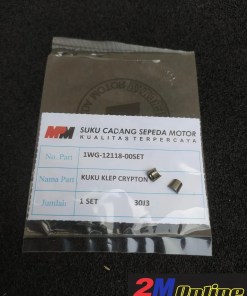 MPM SUKU CADANG SEPEDA MOTOR
KUALITAS TERPERCAYA
No. Part 1WG-12118-00SET
Nama Part KUKU KLEP CRYPTON
Jumlah 1 SET 30J3
2M Online